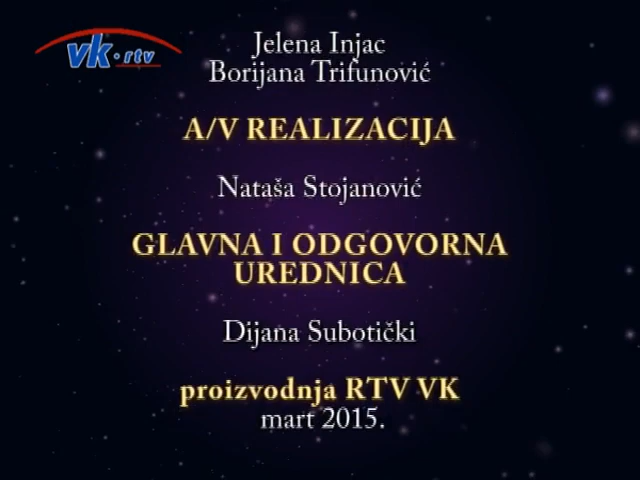 vk•rtv
Jelena Injac
Borijana Trifunović
A/V REALIZACIJA
Nataša Stojanović
GLAVNA I ODGOVORNA
UREDNICA
Dijana Subotički
proizvodnja RTV VK
mart 2015.